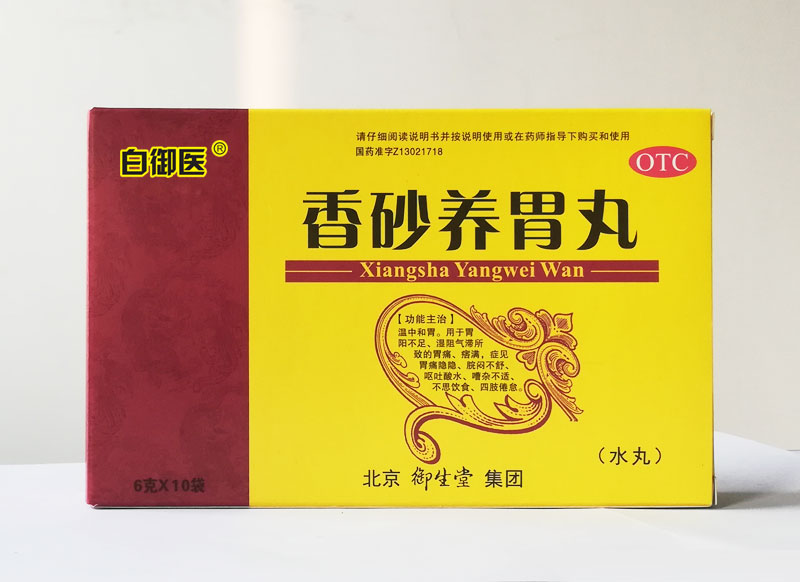 白御医®
请仔细阅读说明书并按说明使用或在药师指导下购买和使用
国药准字Z13021718
OTC
香砂养胃丸
Xiangsha Yangwei Wan
【功能主治】
温中和胃。用于胃
阳不足、湿阻气滞所
致的胃痛、痞满，症见
胃痛隐隐、脘闷不舒、
呕吐酸水、嘈杂不适、
不思饮食、四肢倦怠。
（水丸）
6克X10袋
北京 御生堂 集团